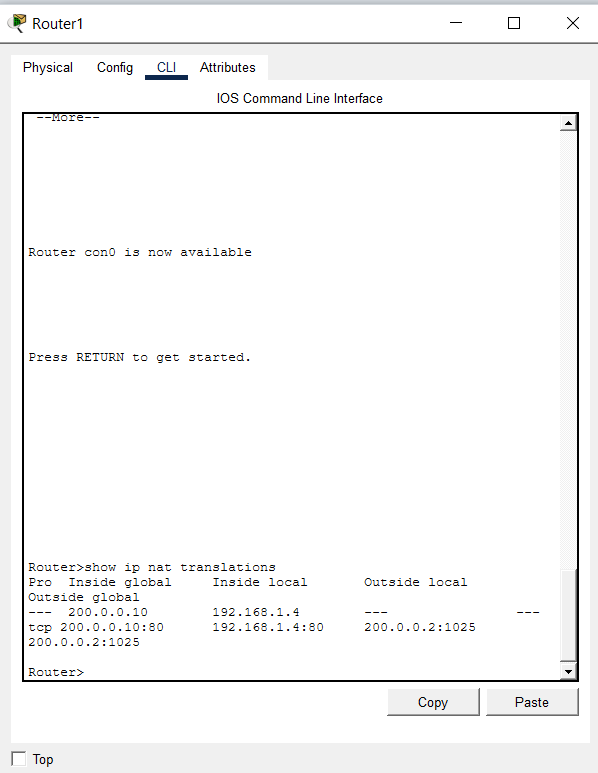 Router1
Physical Config CLI Attributes
IOS Command Line Interface
--More--
Router con0 is now available
Press RETURN to get started.
Router>show ip nat translations
Pro  Inside global     Inside local       Outside local
Outside global
---  200.0.0.10        192.168.1.4        ---                ---
tcp 200.0.0.10:80      192.168.1.4:80     200.0.0.2:1025
200.0.0.2:1025
Router>
Copy Paste
Top